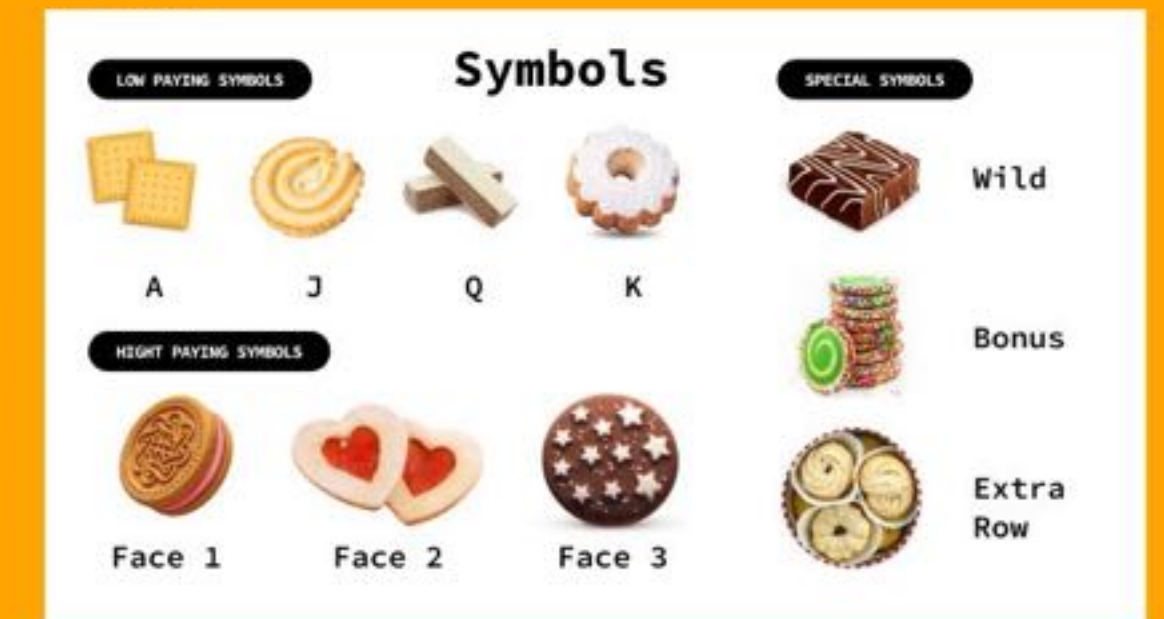 Symbols
LOW PAYING SYMBOLS
A
J
Q
K
HIGHT PAYING SYMBOLS
Face 1
Face 2
Face 3
SPECIAL SYMBOLS
Wild
Bonus
Extra
Row